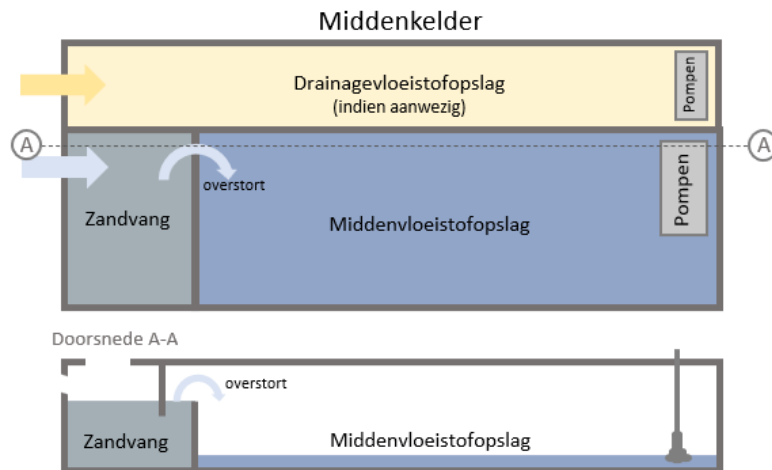 Middenkelder
Drainagevloeistofopslag
(indien aanwezig)
Pompen
A
A
overstort
Zandvang
Middenvloeistofopslag
Pompen
Doorsnede A-A
overstort
Zandvang
Middenvloeistofopslag